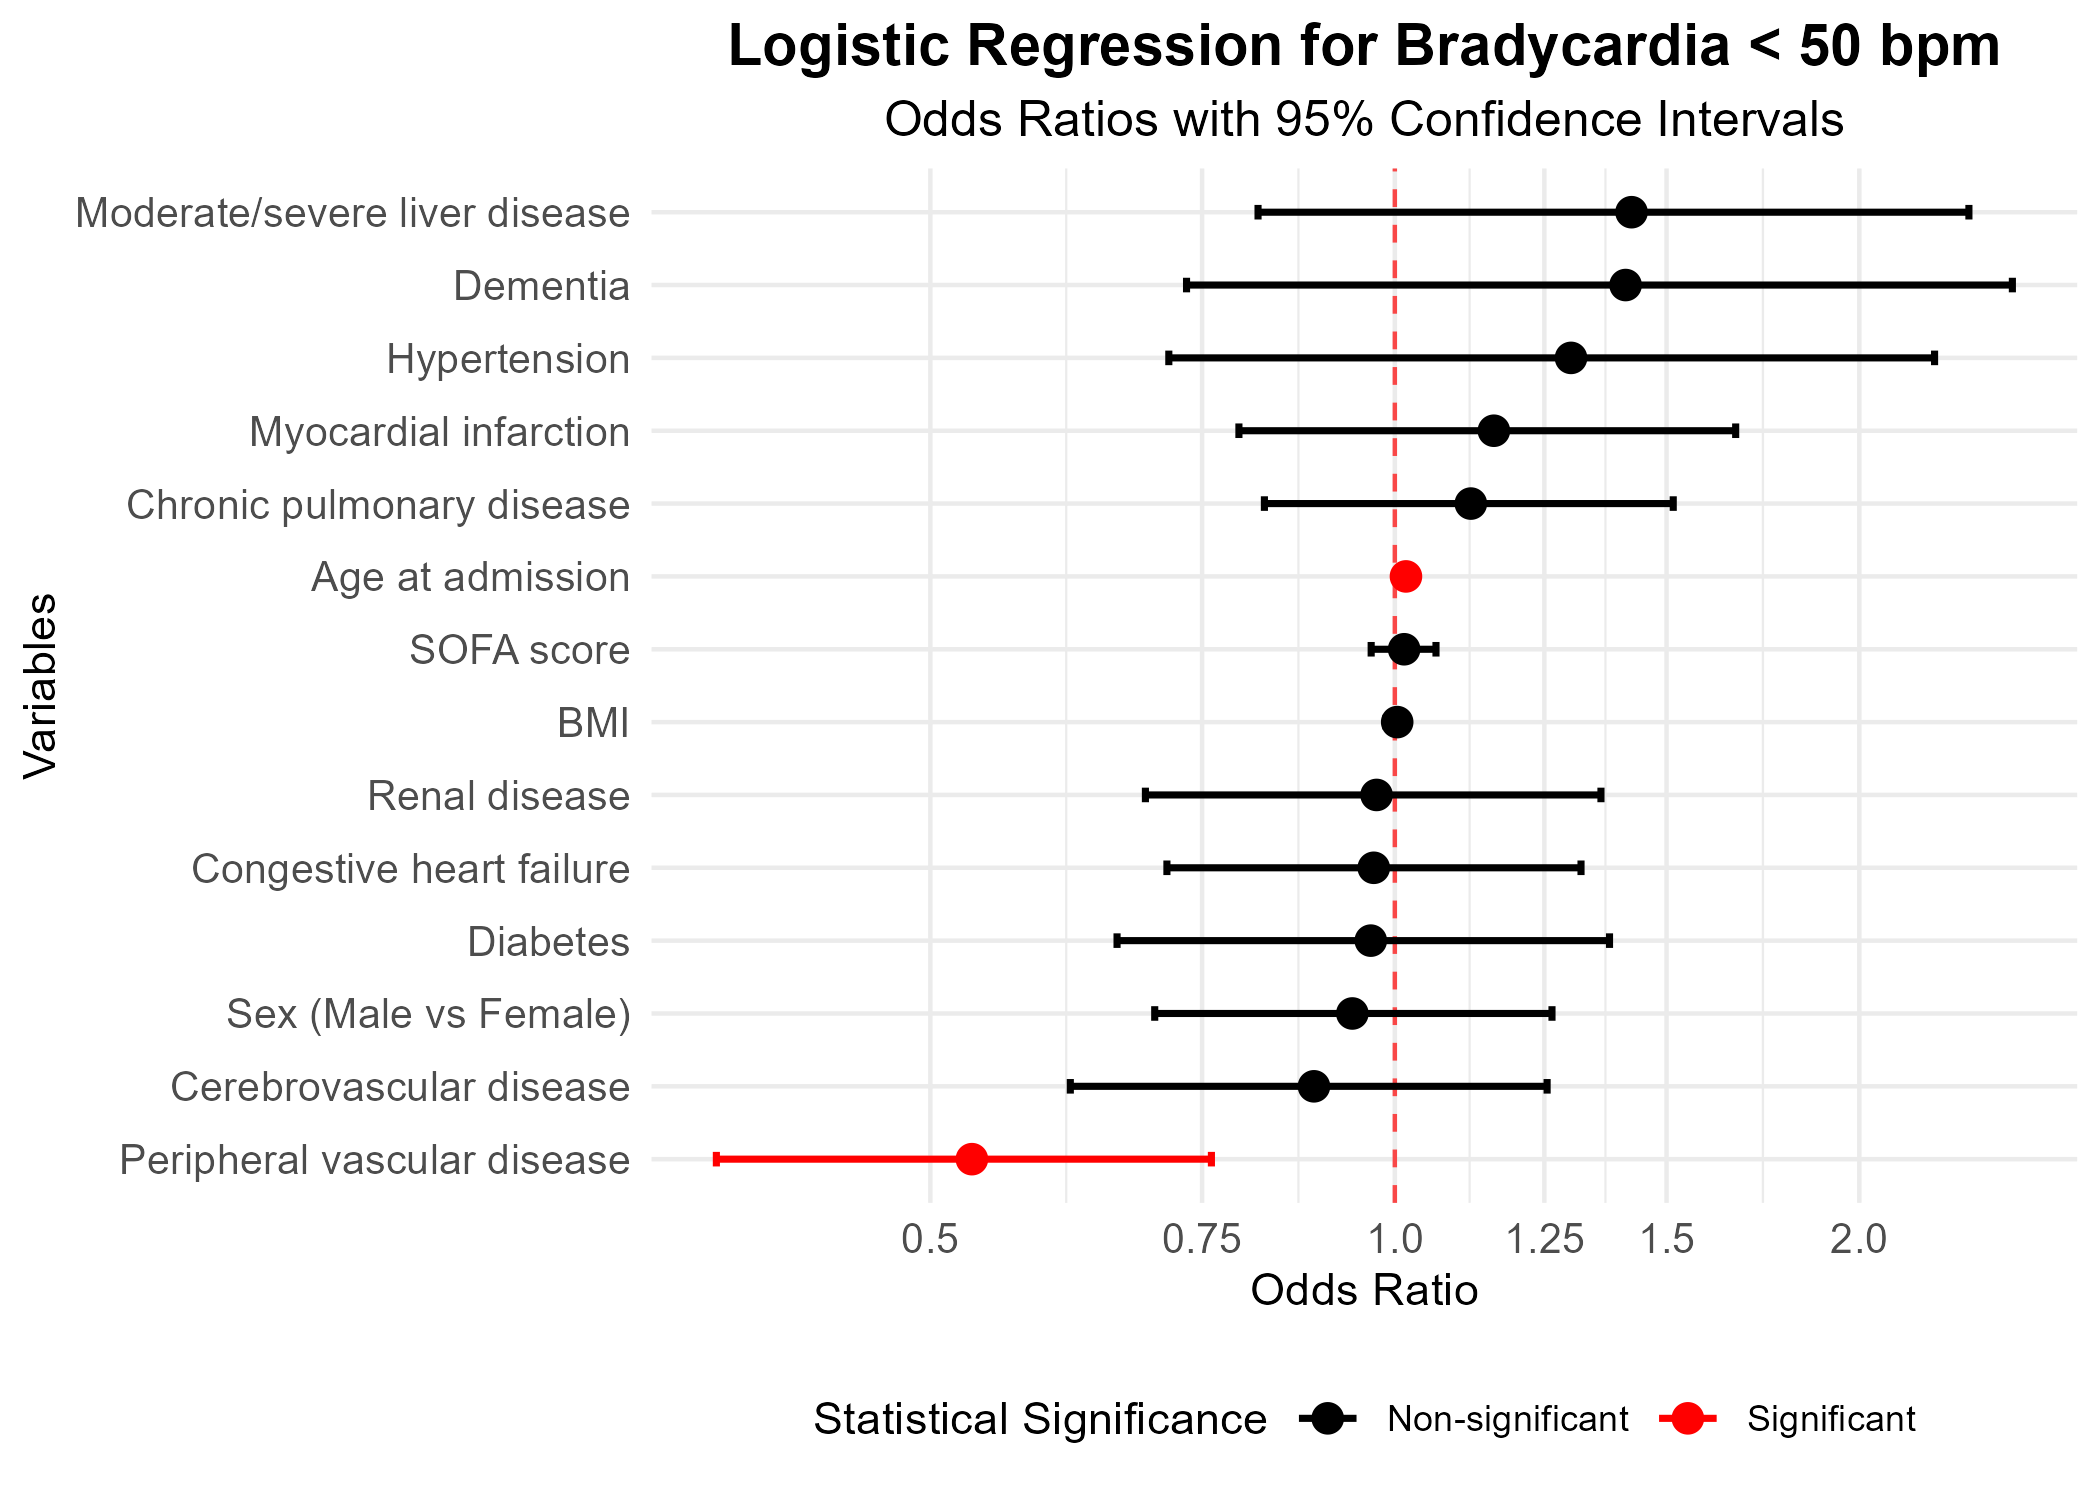 Logistic Regression for Bradycardia < 50 bpm
Odds Ratios with 95% Confidence Intervals
Variables
Moderate/severe liver disease
Dementia
Hypertension
Myocardial infarction
Chronic pulmonary disease
Age at admission
SOFA score
BMI
Renal disease
Congestive heart failure
Diabetes
Sex (Male vs Female)
Cerebrovascular disease
Peripheral vascular disease
0.5 0.75 1.0 1.25 1.5 2.0
Odds Ratio
Statistical Significance Non-significant Significant